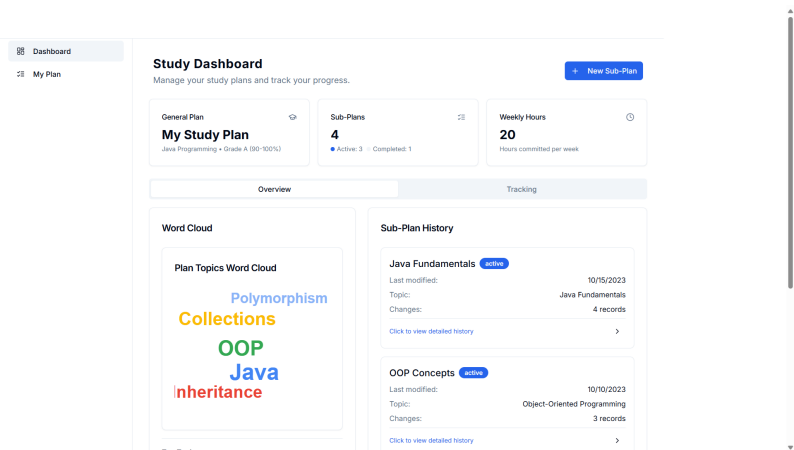 Dashboard
My Plan
Study Dashboard
Manage your study plans and track your progress.
New Sub-Plan
General Plan
My Study Plan
Java Programming • Grade A (90-100%)
Sub-Plans
4
Active: 3 Completed: 1
Weekly Hours
20
Hours committed per week
Overview
Tracking
Word Cloud
Plan Topics Word Cloud
Polymorphism
Collections
OOP
Java
Inheritance
Sub-Plan History
Java Fundamentals active
Last modified: 10/15/2023
Topic: Java Fundamentals
Changes: 4 records
Click to view detailed history
OOP Concepts active
Last modified: 10/10/2023
Topic: Object-Oriented Programming
Changes: 3 records
Click to view detailed history